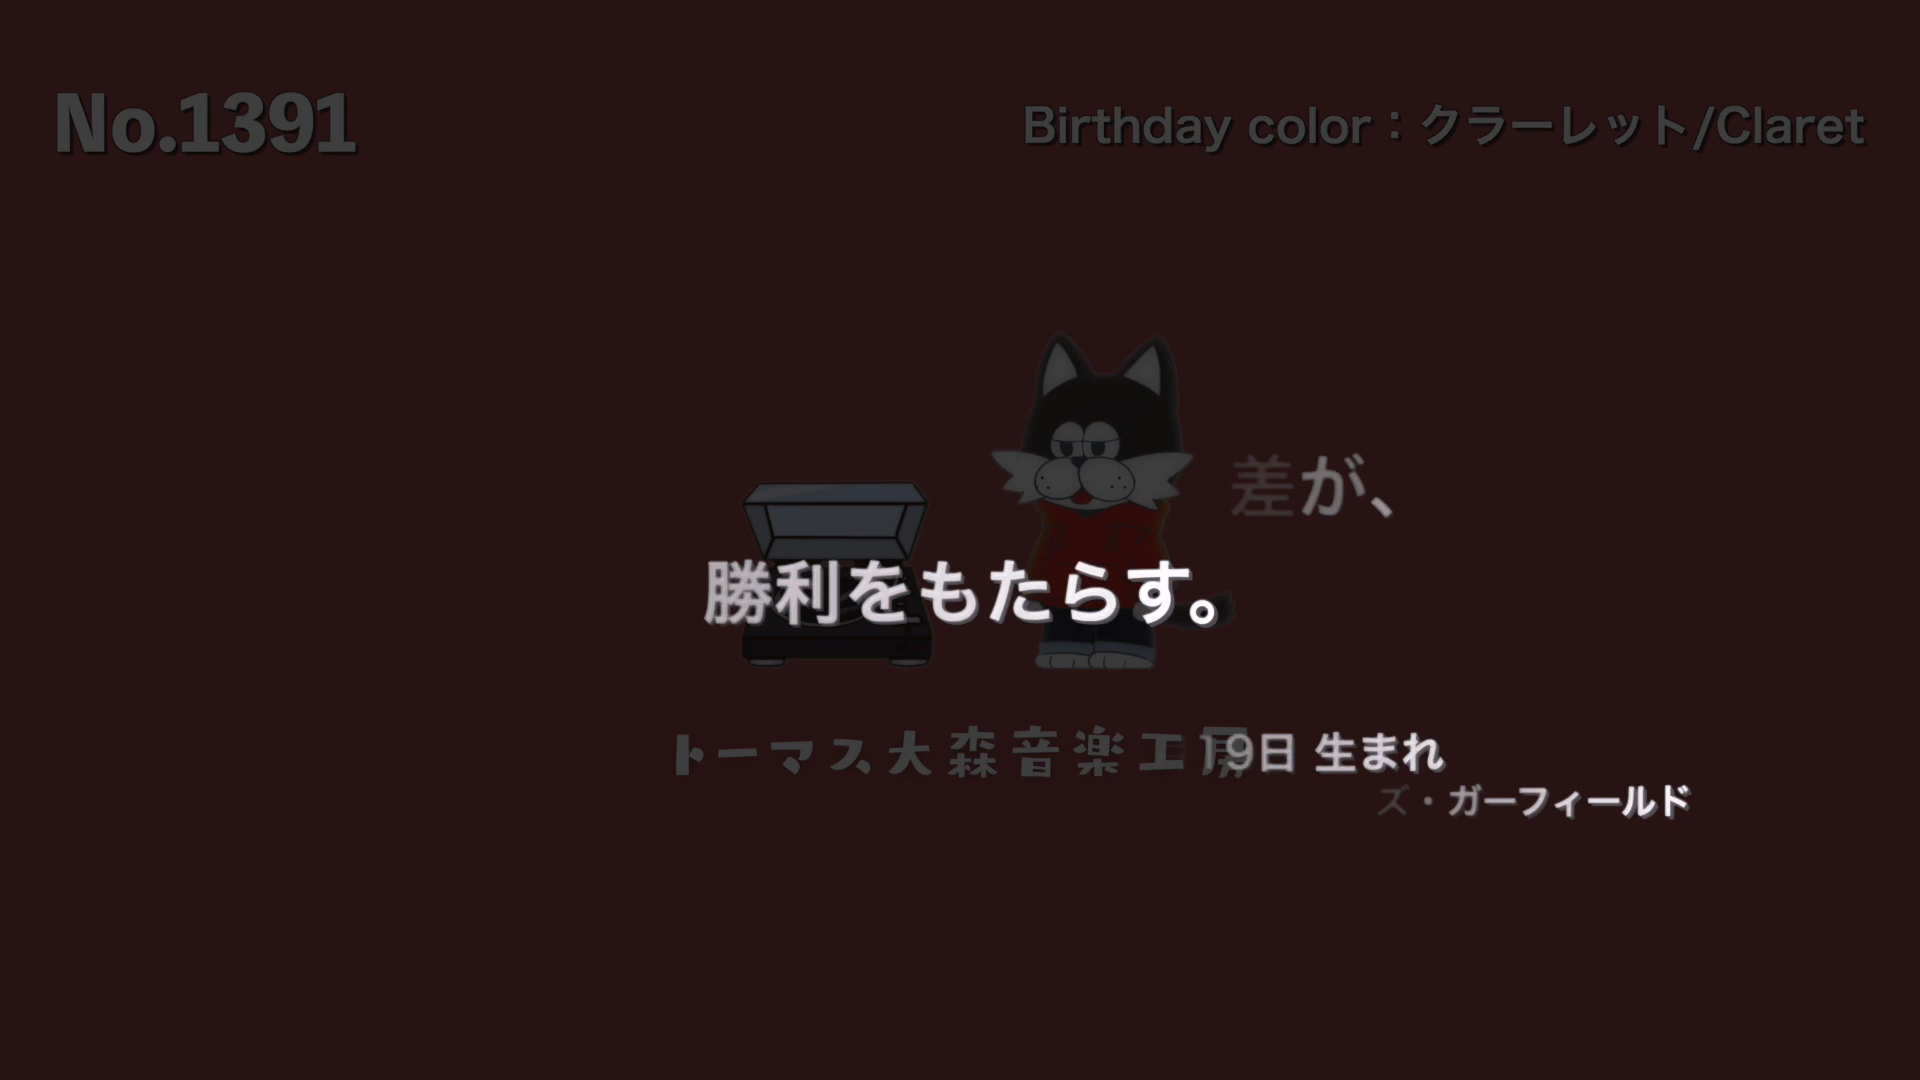 No.1391
Birthday color：クラーレット/Claret
差が、
勝利をもたらす。
トーマス大森音楽工房
19日 生まれ
ズ・ガーフィールド